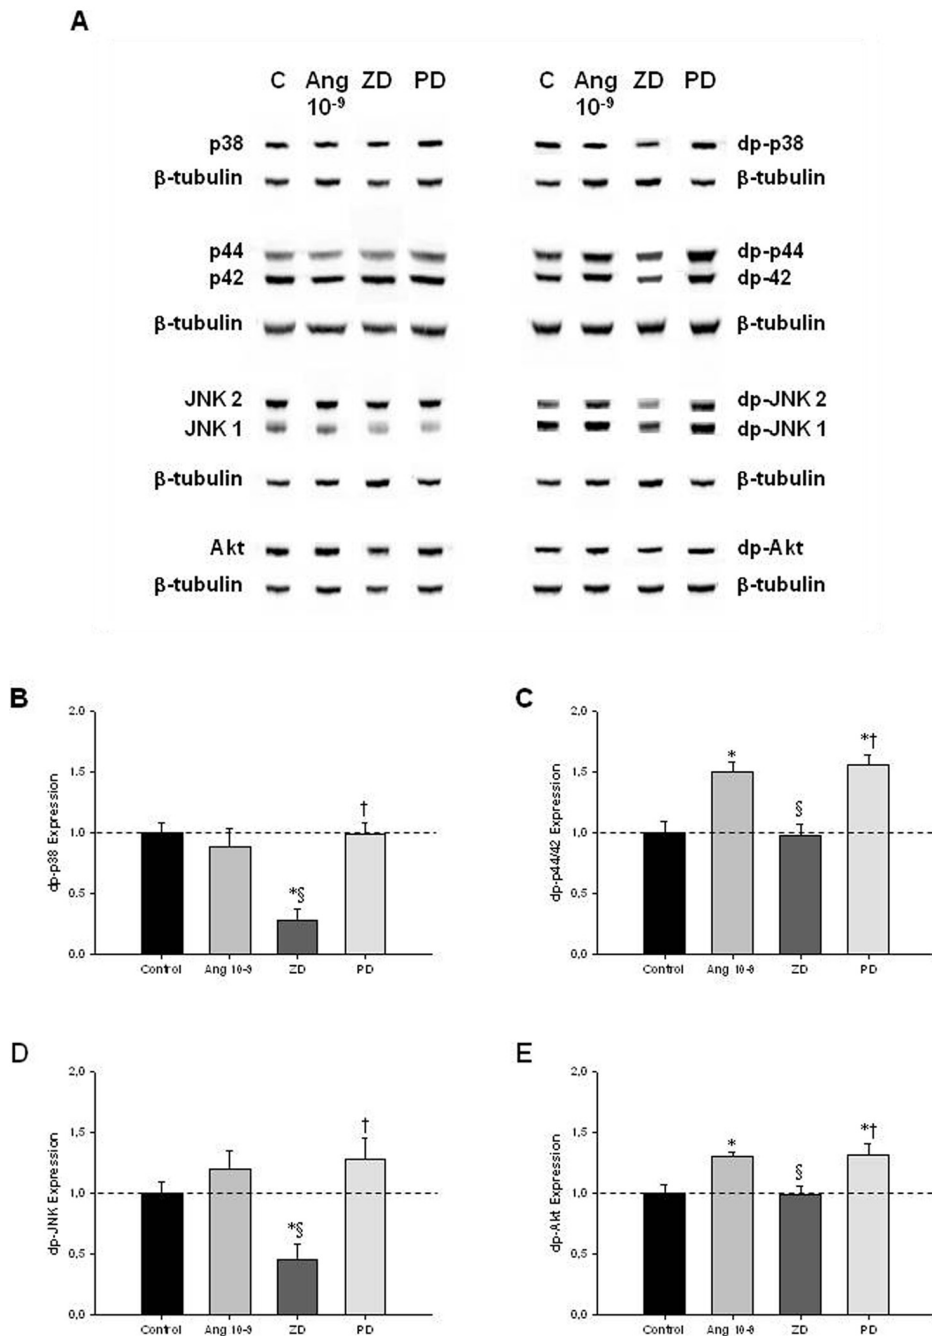 A
C Ang 10⁻⁹ ZD PD C Ang 10⁻⁹ ZD PD
p38 dp-p38
β-tubulin β-tubulin
p44 dp-p44
p42 dp-42
β-tubulin β-tubulin
JNK 2 dp-JNK 2
JNK 1 dp-JNK 1
β-tubulin β-tubulin
Akt dp-Akt
β-tubulin β-tubulin
B
dp-p38 Expression
2,0
1,5
1,0
0,5
0,0
*§
†
Control Ang 10-9 ZD PD
C
dp-p44/42 Expression
2,0
1,5
1,0
0,5
0,0
*
§
*†
Control Ang 10-9 ZD PD
D
dp-JNK Expression
2,0
1,5
1,0
0,5
0,0
*§
†
Control Ang 10-9 ZD PD
E
dp-Akt Expression
2,0
1,5
1,0
0,5
0,0
*
§
*†
Control Ang 10-9 ZD PD